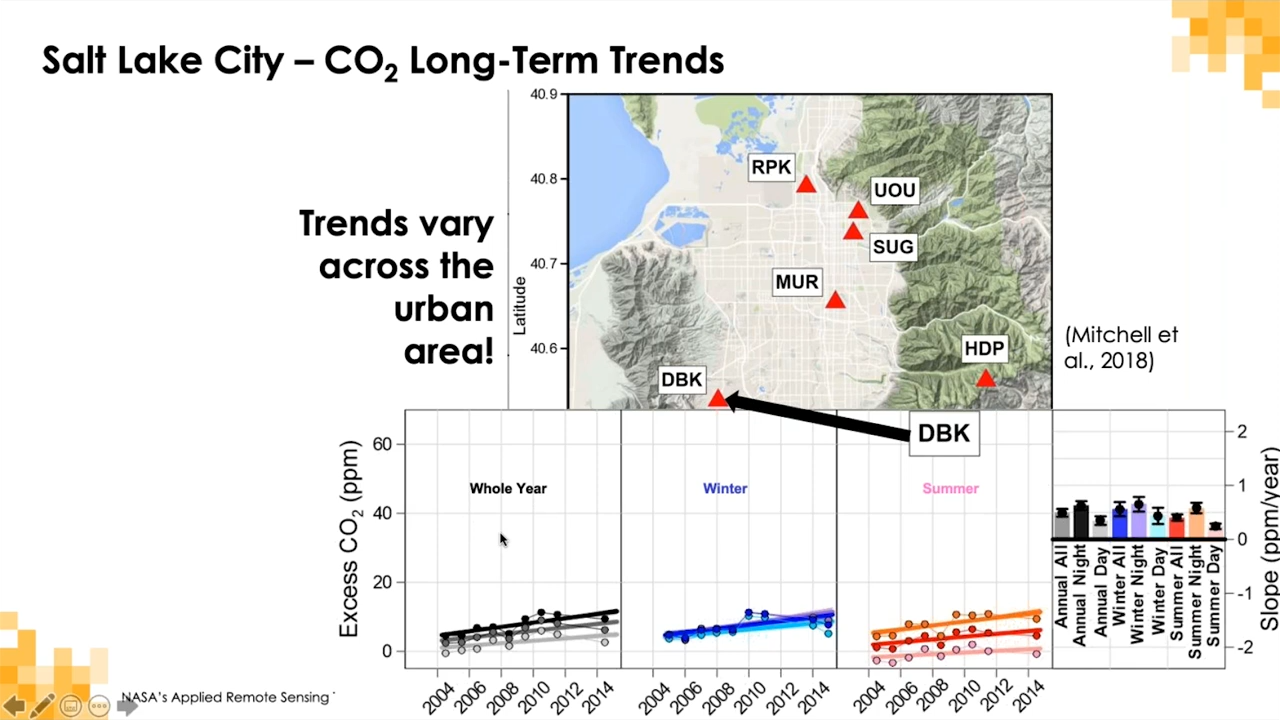 Salt Lake City – CO2 Long-Term Trends
Trends vary
across the
urban
area!
40.9
40.8
40.7
40.6
Latitude
RPK
UOU
SUG
MUR
HDP
DBK
(Mitchell et
al., 2018)
DBK
Excess CO2 (ppm)
60
40
20
0
Whole Year
Winter
Summer
2004 2006 2008 2010 2012 2014
2004 2006 2008 2010 2012 2014
2004 2006 2008 2010 2012 2014
Annual All
Annual Night
Annual Day
Winter All
Winter Night
Winter Day
Summer All
Summer Night
Summer Day
2
1
0
-1
-2
Slope (ppm/year)
NASA's Applied Remote Sensing